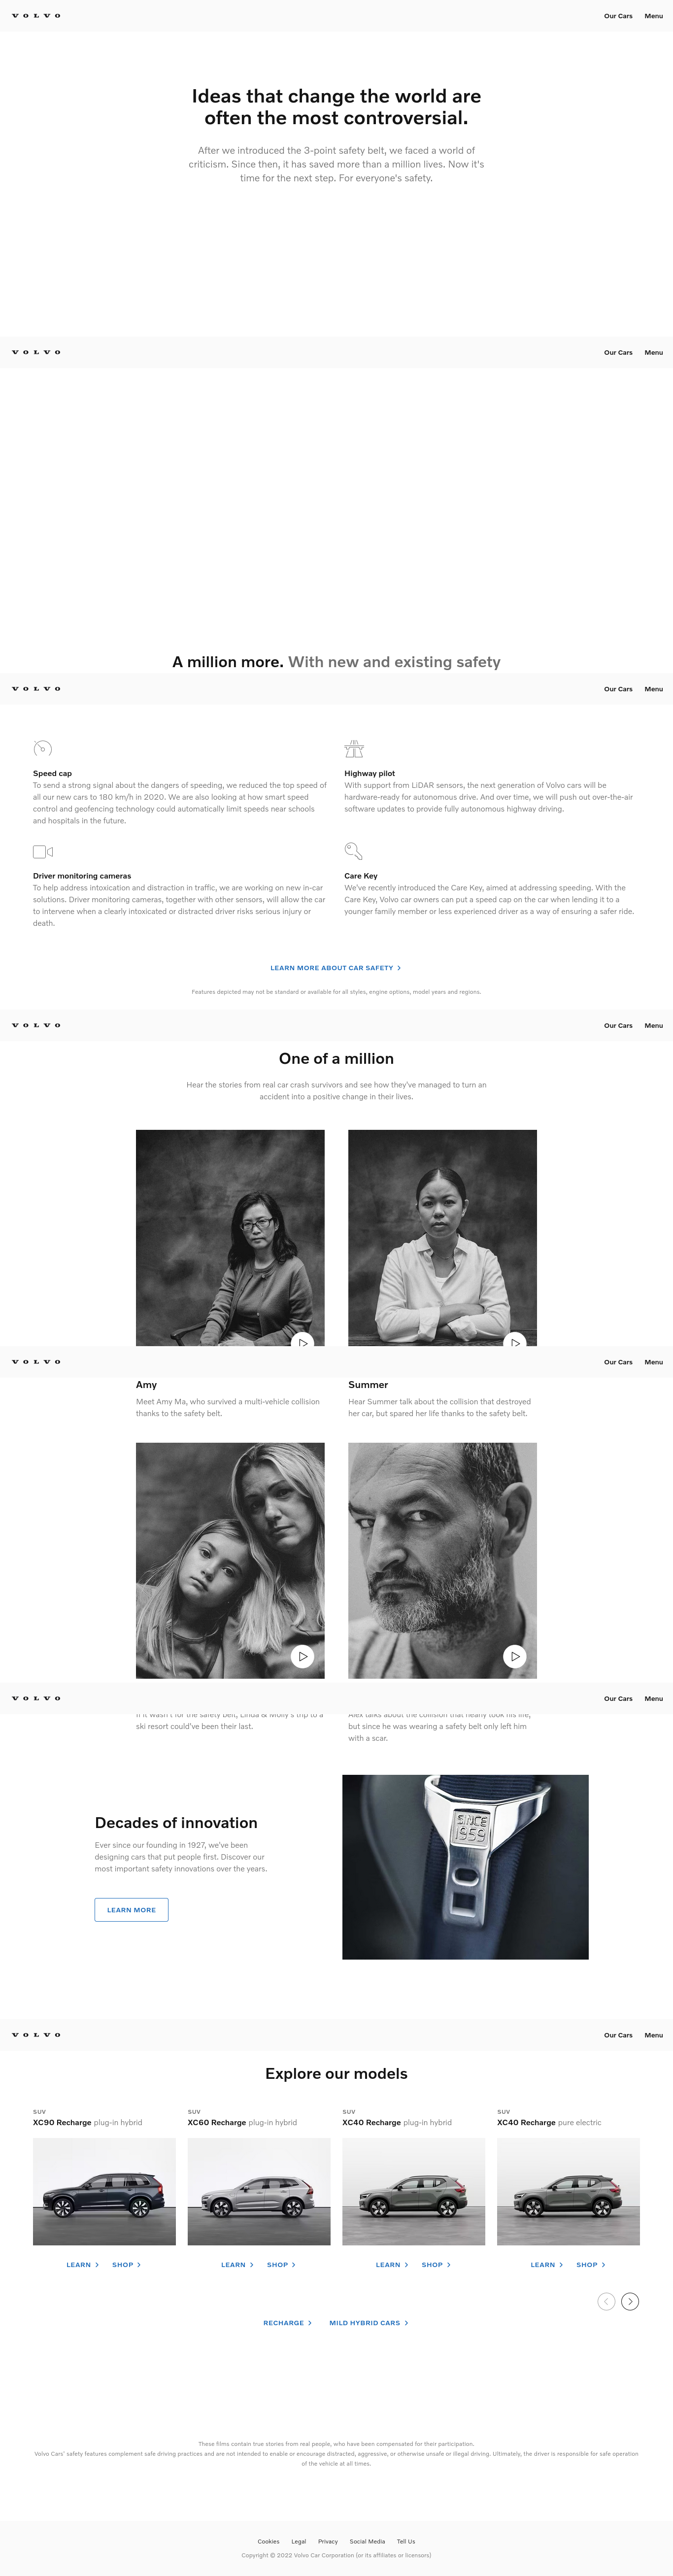 VOLVO
Our Cars Menu
Ideas that change the world are
often the most controversial.
After we introduced the 3-point safety belt, we faced a world of
criticism. Since then, it has saved more than a million lives. Now it's
time for the next step. For everyone's safety.
VOLVO
Our Cars Menu
A million more. With new and existing safety
VOLVO
Our Cars Menu
Speed cap
To send a strong signal about the dangers of speeding, we reduced the top speed of
all our new cars to 180 km/h in 2020. We are also looking at how smart speed
control and geofencing technology could automatically limit speeds near schools
and hospitals in the future.
Highway pilot
With support from LiDAR sensors, the next generation of Volvo cars will be
hardware-ready for autonomous drive. And over time, we will push out over-the-air
software updates to provide fully autonomous highway driving.
Driver monitoring cameras
To help address intoxication and distraction in traffic, we are working on new in-car
solutions. Driver monitoring cameras, together with other sensors, will allow the car
to intervene when a clearly intoxicated or distracted driver risks serious injury or
death.
Care Key
We've recently introduced the Care Key, aimed at addressing speeding. With the
Care Key, Volvo car owners can put a speed cap on the car when lending it to a
younger family member or less experienced driver as a way of ensuring a safer ride.
LEARN MORE ABOUT CAR SAFETY
Features depicted may not be standard or available for all styles, engine options, model years and regions.
VOLVO
Our Cars Menu
One of a million
Hear the stories from real car crash survivors and see how they've managed to turn an
accident into a positive change in their lives.
VOLVO
Our Cars Menu
Amy
Meet Amy Ma, who survived a multi-vehicle collision
thanks to the safety belt.
Summer
Hear Summer talk about the collision that destroyed
her car, but spared her life thanks to the safety belt.
VOLVO
Our Cars Menu
If it wasn't for the safety belt, Linda & Molly's trip to a
ski resort could've been their last.
Alex talks about the collision that nearly took his life,
but since he was wearing a safety belt only left him
with a scar.
Decades of innovation
Ever since our founding in 1927, we've been
designing cars that put people first. Discover our
most important safety innovations over the years.
LEARN MORE
SINCE
1959
VOLVO
Our Cars Menu
Explore our models
SUV
XC90 Recharge plug-in hybrid
SUV
XC60 Recharge plug-in hybrid
SUV
XC40 Recharge plug-in hybrid
SUV
XC40 Recharge pure electric
LEARN SHOP
LEARN SHOP
LEARN SHOP
LEARN SHOP
RECHARGE MILD HYBRID CARS
These films contain true stories from real people, who have been compensated for their participation.
Volvo Cars' safety features complement safe driving practices and are not intended to enable or encourage distracted, aggressive, or otherwise unsafe or illegal driving. Ultimately, the driver is responsible for safe operation
of the vehicle at all times.
Cookies Legal Privacy Social Media Tell Us
Copyright © 2022 Volvo Car Corporation (or its affiliates or licensors)